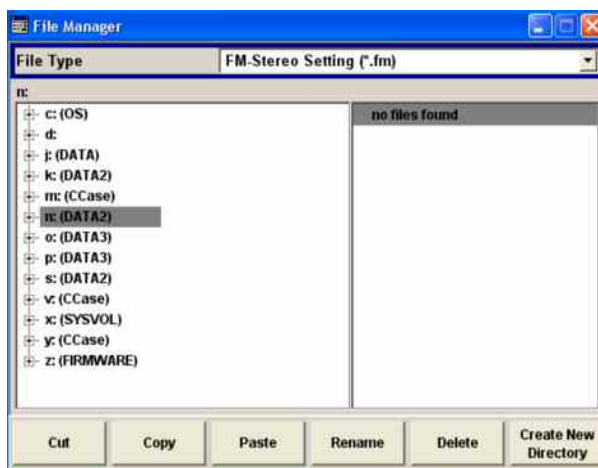 File Manager
File Type
FM-Stereo Setting (*.fm)
n:
c: (OS)
d:
j: (DATA)
k: (DATA2)
m: (CCase)
n: (DATA2)
o: (DATA3)
p: (DATA3)
s: (DATA2)
v: (CCase)
x: (SYSVOL)
y: (CCase)
z: (FIRMWARE)
no files found
Cut
Copy
Paste
Rename
Delete
Create New
Directory